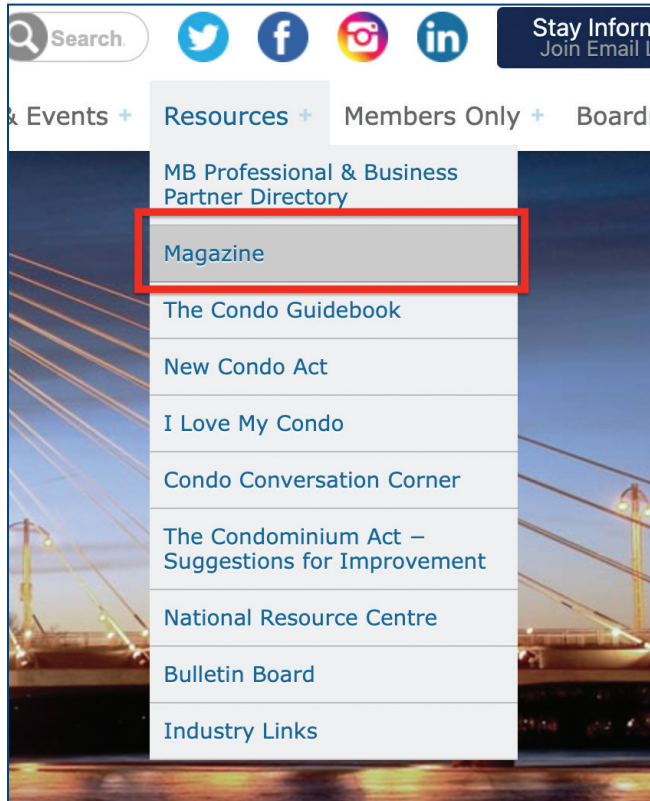 Search
Stay Inform
Join Email L
& Events +
Resources +
Members Only +
Board
MB Professional & Business
Partner Directory
Magazine
The Condo Guidebook
New Condo Act
I Love My Condo
Condo Conversation Corner
The Condominium Act –
Suggestions for Improvement
National Resource Centre
Bulletin Board
Industry Links